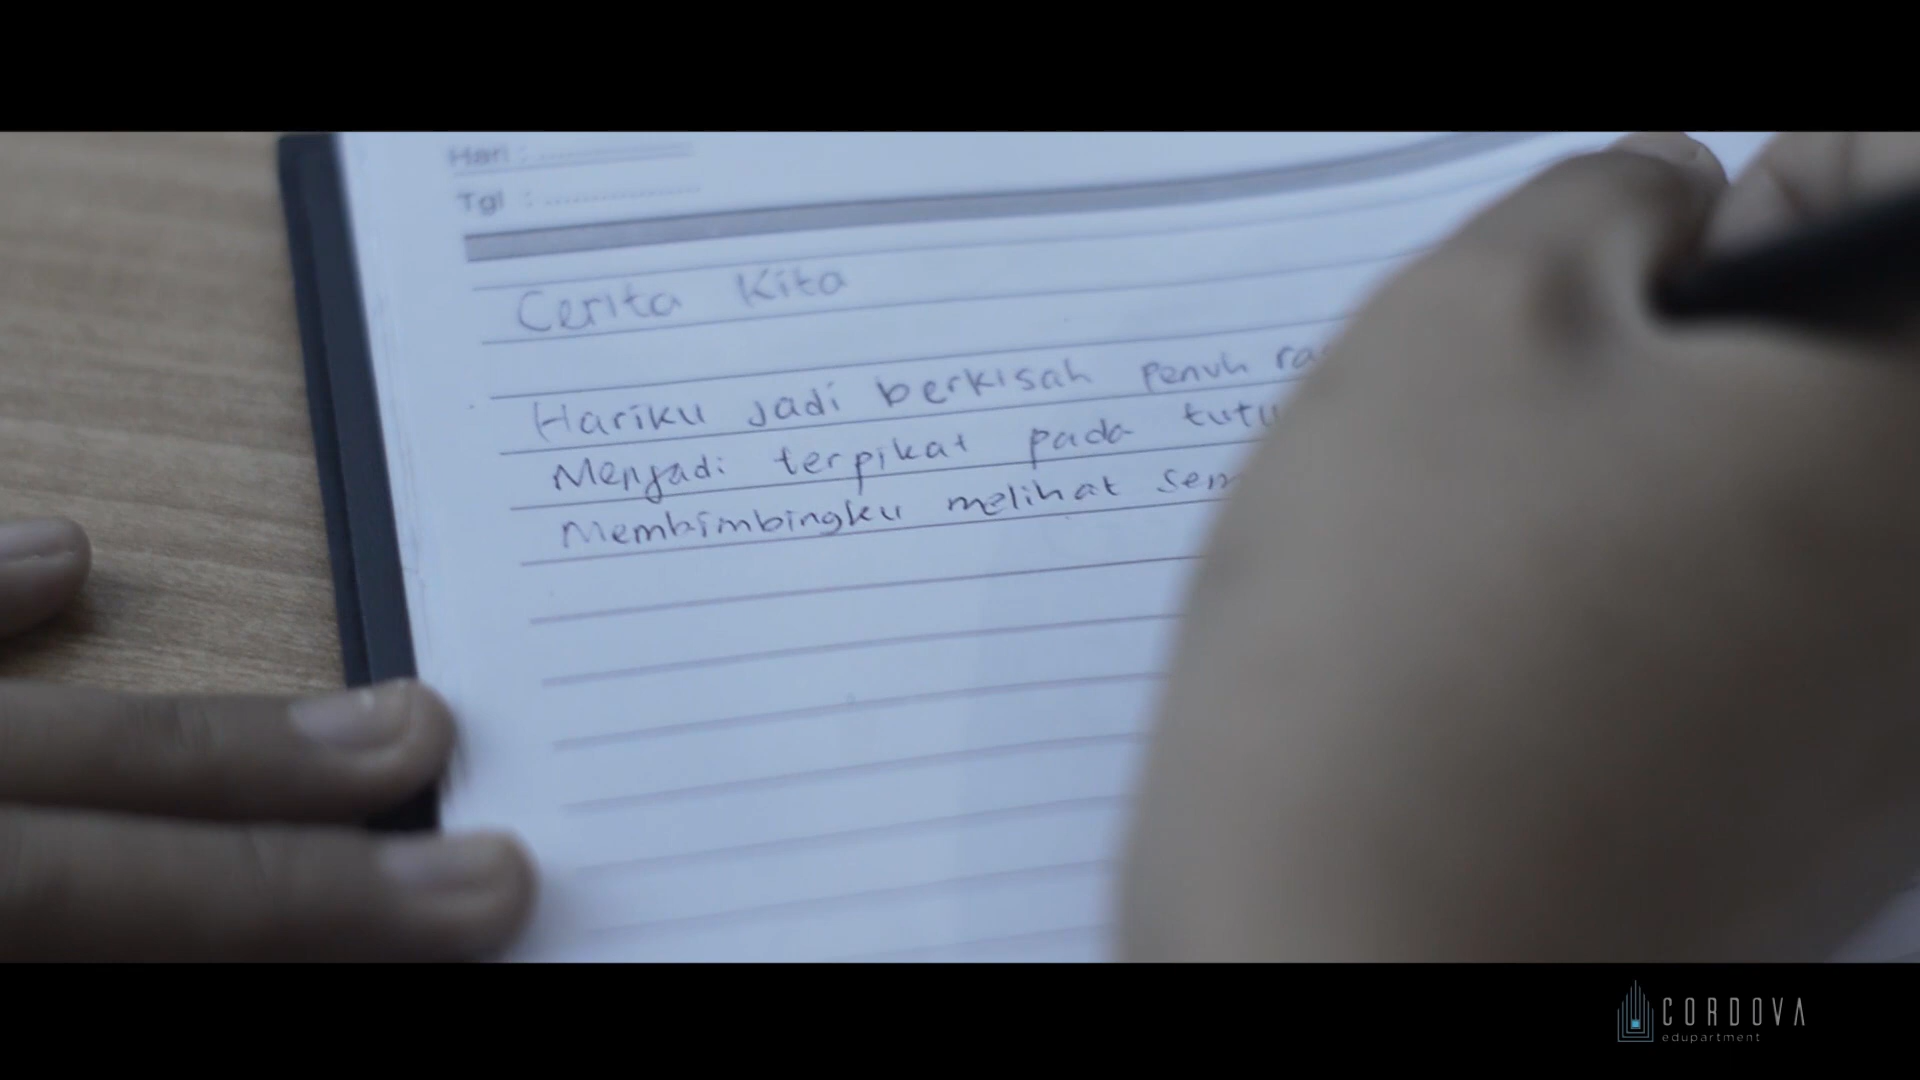 Hari : ....................
Tgl : ....................
Cerita Kita
Hariku jadi berkisah penuh
Menjadi terpikat pada
Membimbingku melihat
CORDOVA
edupartment